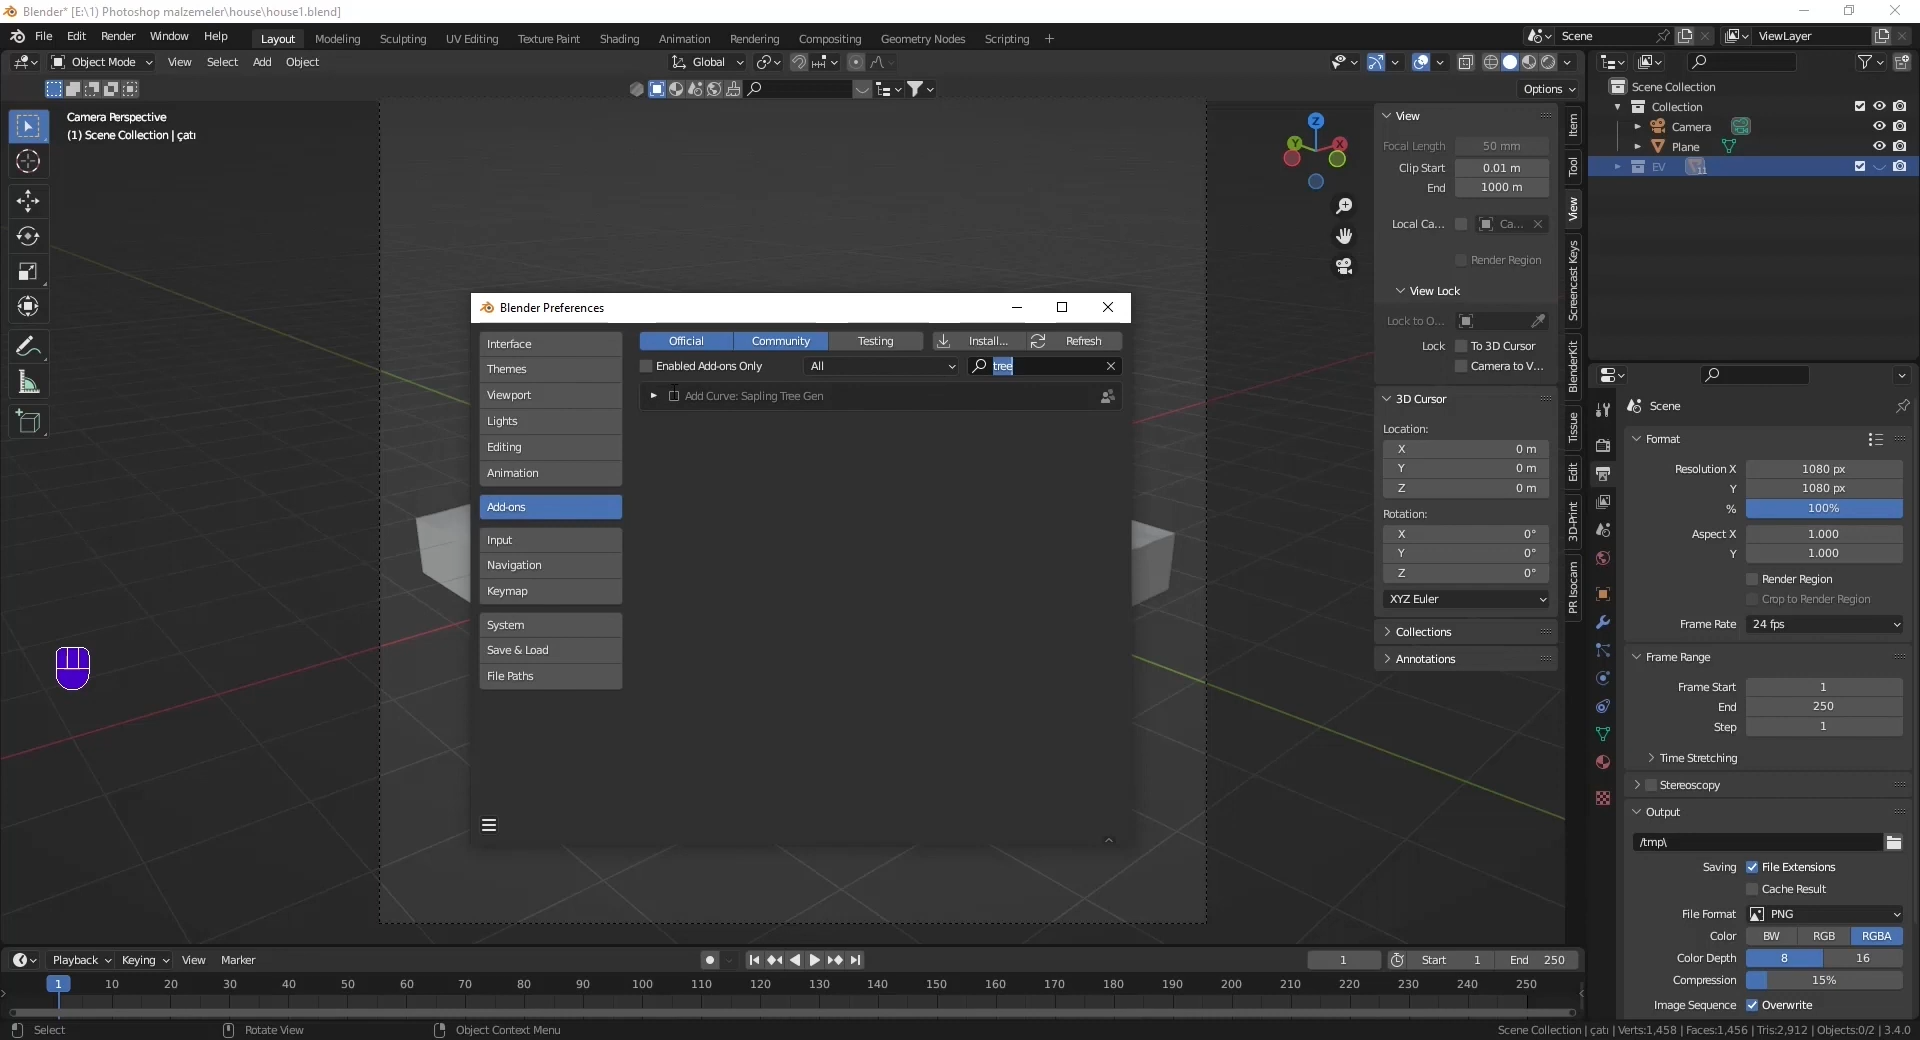 Blender* [E:\1) Photoshop malzemeler\house\house1.blend]
File Edit Render Window Help Layout Modeling Sculpting UV Editing Texture Paint Shading Animation Rendering Compositing Geometry Nodes Scripting + Scene ViewLayer
Object Mode View Select Add Object Global
Options
Camera Perspective
(1) Scene Collection | çatı
Z
Y
X
View
Focal Length 50 mm
Clip Start 0.01 m
End 1000 m
Local Ca... Ca...
Render Region
View Lock
Lock to O...
Lock To 3D Cursor
Camera to V...
3D Cursor
Location:
X 0 m
Y 0 m
Z 0 m
Rotation:
X 0°
Y 0°
Z 0°
XYZ Euler
Collections
Annotations
Item
Tool
View
Screencast Keys
BlenderKit
Tissue
Edit
3D-Print
PR Isocam
Blender Preferences
Interface
Themes
Viewport
Lights
Editing
Animation
Add-ons
Input
Navigation
Keymap
System
Save & Load
File Paths
Official Community Testing Install... Refresh
Enabled Add-ons Only All tree
Add Curve: Sapling Tree Gen
Scene Collection
Collection
Camera
Plane
EV 11
Scene
Format
Resolution X 1080 px
Y 1080 px
% 100%
Aspect X 1.000
Y 1.000
Render Region
Crop to Render Region
Frame Rate 24 fps
Frame Range
Frame Start 1
End 250
Step 1
Time Stretching
Stereoscopy
Output
/tmp\
Saving File Extensions
Cache Result
File Format PNG
Color BW RGB RGBA
Color Depth 8 16
Compression 15%
Image Sequence Overwrite
Playback Keying View Marker 1 Start 1 End 250
1 10 20 30 40 50 60 70 80 90 100 110 120 130 140 150 160 170 180 190 200 210 220 230 240 250
Select Rotate View Object Context Menu Scene Collection | çatı | Verts:1,458 | Faces:1,456 | Tris:2,912 | Objects:0/2 | 3.4.0